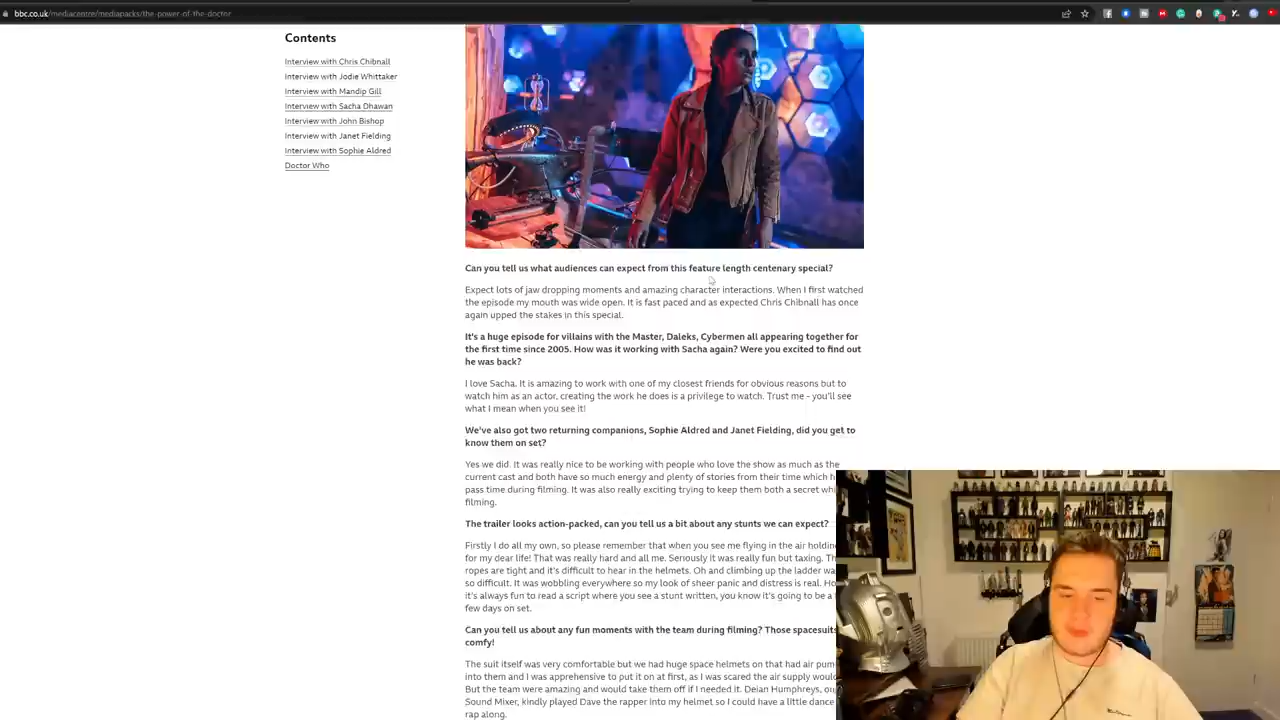 bbc.co.uk/mediacentre/mediapacks/the-power-of-the-doctor
Contents
Interview with Chris Chibnall
Interview with Jodie Whittaker
Interview with Mandip Gill
Interview with Sacha Dhawan
Interview with John Bishop
Interview with Janet Fielding
Interview with Sophie Aldred
Doctor Who
Can you tell us what audiences can expect from this feature length centenary special?
Expect lots of jaw dropping moments and amazing character interactions. When I first watched
the episode my mouth was wide open. It is fast paced and as expected Chris Chibnall has once
again upped the stakes in this special.
It's a huge episode for villains with the Master, Daleks, Cybermen all appearing together for
the first time since 2005. How was it working with Sacha again? Were you excited to find out
he was back?
I love Sacha. It is amazing to work with one of my closest friends for obvious reasons but to
watch him as an actor, creating the work he does is a privilege to watch. Trust me - you'll see
what I mean when you see it!
We've also got two returning companions, Sophie Aldred and Janet Fielding, did you get to
know them on set?
Yes we did. It was really nice to be working with people who love the show as much as the
current cast and both have so much energy and plenty of stories from their time which
pass time during filming. It was also really exciting trying to keep them both a secret
filming.
The trailer looks action-packed, can you tell us a bit about any stunts we can expect?
Firstly I do all my own, so please remember that when you see me flying in the air
for my dear life! That was really hard and all me. Seriously it was really fun but taxing.
ropes are tight and it's difficult to hear in the helmets. Oh and climbing up the ladder
so difficult. It was wobbling everywhere so my look of sheer panic and distress is real.
it's always fun to read a script where you see a stunt written, you know it's going to be a
few days on set.
Can you tell us about any fun moments with the team during filming? Those spacesuits
comfy!
The suit itself was very comfortable but we had huge space helmets on that had air
into them and I was apprehensive to put it on at first, as I was scared the air supply
But the team were amazing and would take them off if I needed it. Deian Humphreys,
Sound Mixer, kindly played Dave the rapper into my helmet so I could have a little dance
rap along.